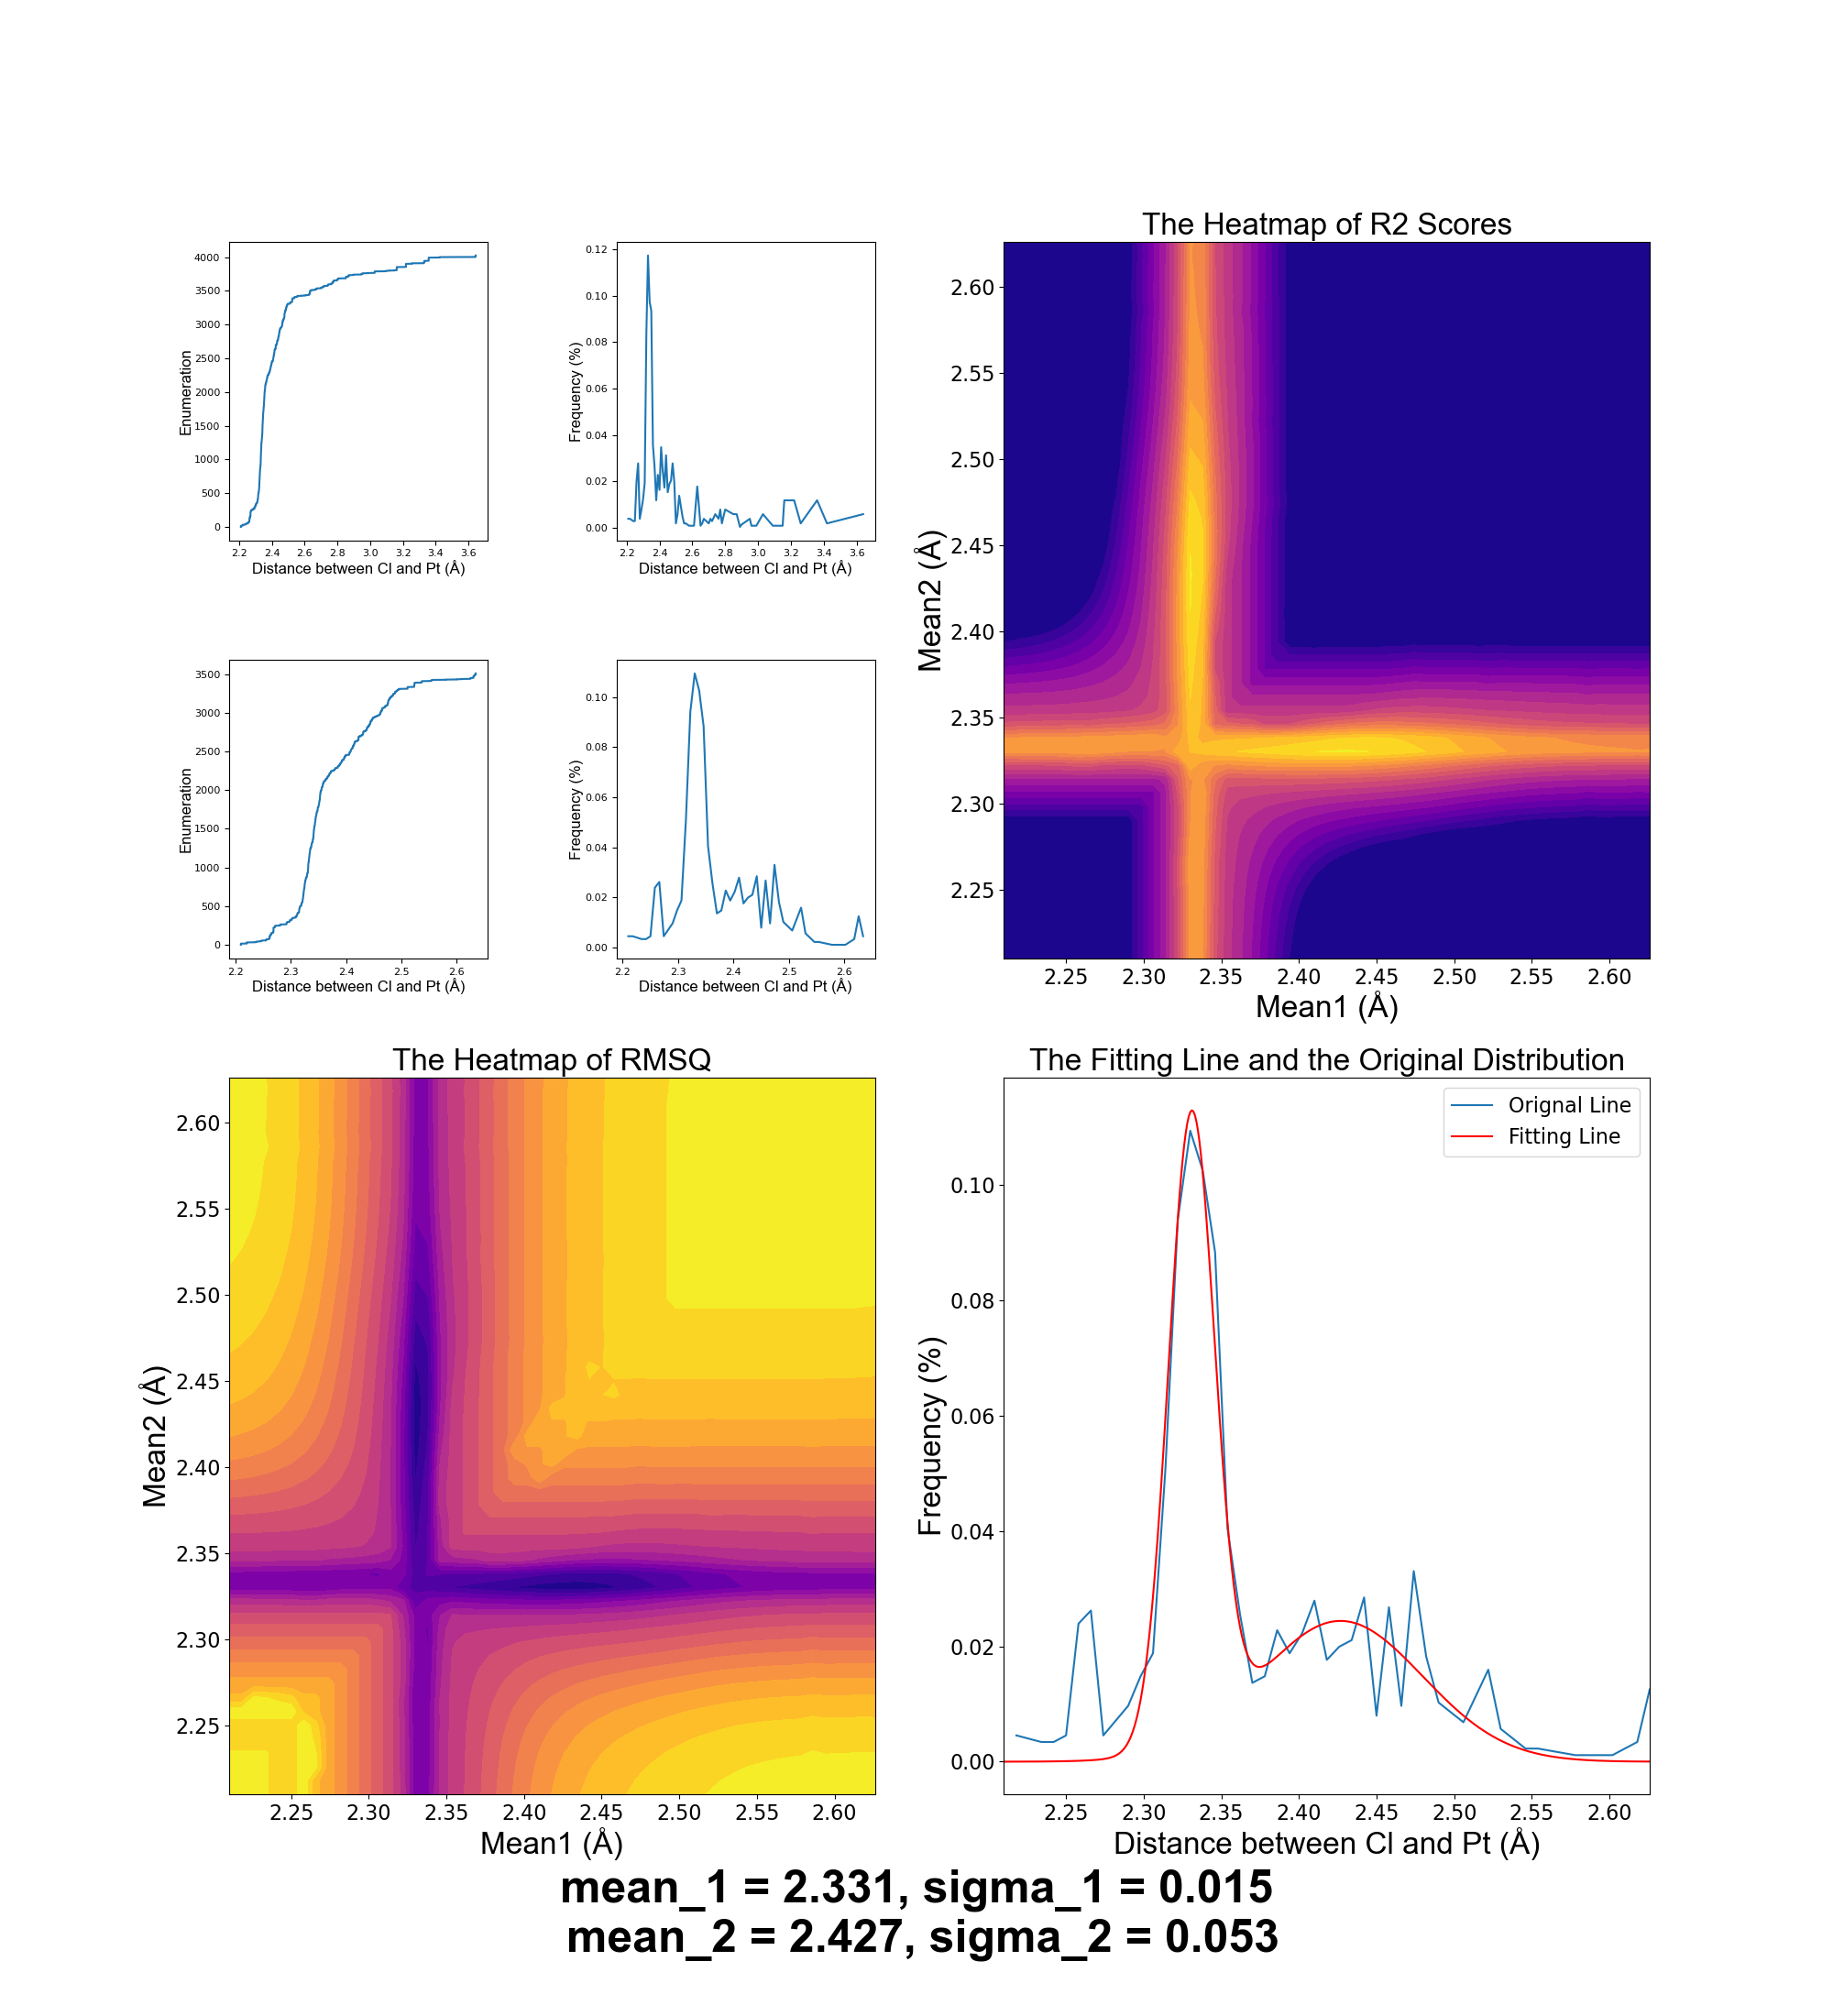 The Heatmap of R2 Scores
4000
3500
3000
2500
2000
1500
1000
500
0
Enumeration
2.2 2.4 2.6 2.8 3.0 3.2 3.4 3.6
Distance between Cl and Pt (Å)
0.12
0.10
0.08
0.06
0.04
0.02
0.00
Frequency (%)
2.2 2.4 2.6 2.8 3.0 3.2 3.4 3.6
Distance between Cl and Pt (Å)
2.60
2.55
2.50
2.45
2.40
2.35
2.30
2.25
Mean2 (Å)
2.25 2.30 2.35 2.40 2.45 2.50 2.55 2.60
Mean1 (Å)
3500
3000
2500
2000
1500
1000
500
0
Enumeration
2.2 2.3 2.4 2.5 2.6
Distance between Cl and Pt (Å)
0.10
0.08
0.06
0.04
0.02
0.00
Frequency (%)
2.2 2.3 2.4 2.5 2.6
Distance between Cl and Pt (Å)
The Heatmap of RMSQ
2.60
2.55
2.50
2.45
2.40
2.35
2.30
2.25
Mean2 (Å)
2.25 2.30 2.35 2.40 2.45 2.50 2.55 2.60
Mean1 (Å)
The Fitting Line and the Original Distribution
Orignal Line
Fitting Line
0.10
0.08
0.06
0.04
0.02
0.00
Frequency (%)
2.25 2.30 2.35 2.40 2.45 2.50 2.55 2.60
Distance between Cl and Pt (Å)
mean_1 = 2.331, sigma_1 = 0.015
mean_2 = 2.427, sigma_2 = 0.053